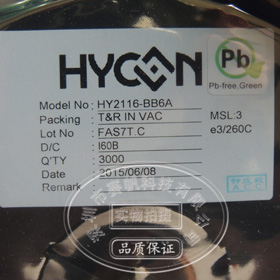 HYCON
Pb
Pb-free,Green
Model No : HY2116-BB6A
Packing : T&R IN VAC
MSL:3
Lot No : FAS7T.C
e3/260C
D/C : I60B
Q'TY : 3000
Date : 2015/06/08
Remark :
实物拍摄
品质保证